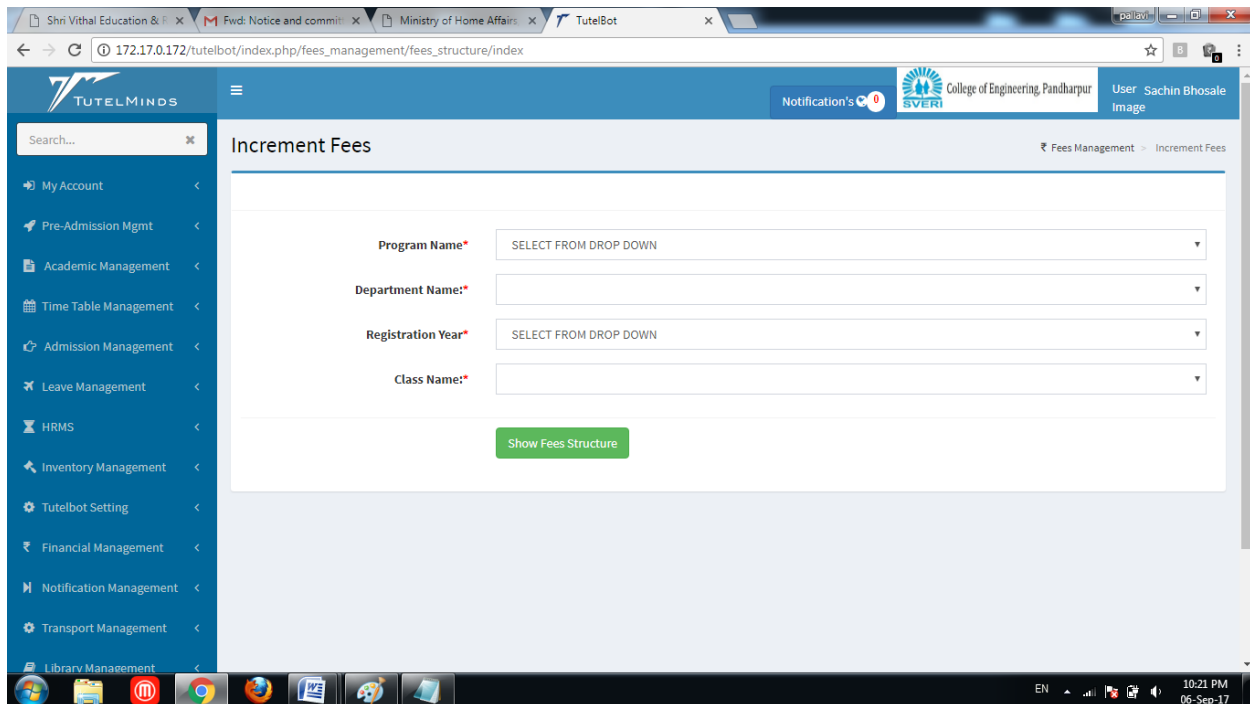 Shri Vithal Education & R
Fwd: Notice and committ
Ministry of Home Affairs
TutelBot
pallavi
172.17.0.172/tutelbot/index.php/fees_management/fees_structure/index
TUTELMINDS
Notification's 0
SVERI
College of Engineering, Pandharpur
User Image
Sachin Bhosale
Search...
Increment Fees
₹ Fees Management > Increment Fees
My Account
Pre-Admission Mgmt
Academic Management
Time Table Management
Admission Management
Leave Management
HRMS
Inventory Management
Tutelbot Setting
₹ Financial Management
Notification Management
Transport Management
Library Management
Program Name*
SELECT FROM DROP DOWN
Department Name:*
Registration Year*
SELECT FROM DROP DOWN
Class Name:*
Show Fees Structure
EN
10:21 PM
06-Sep-17